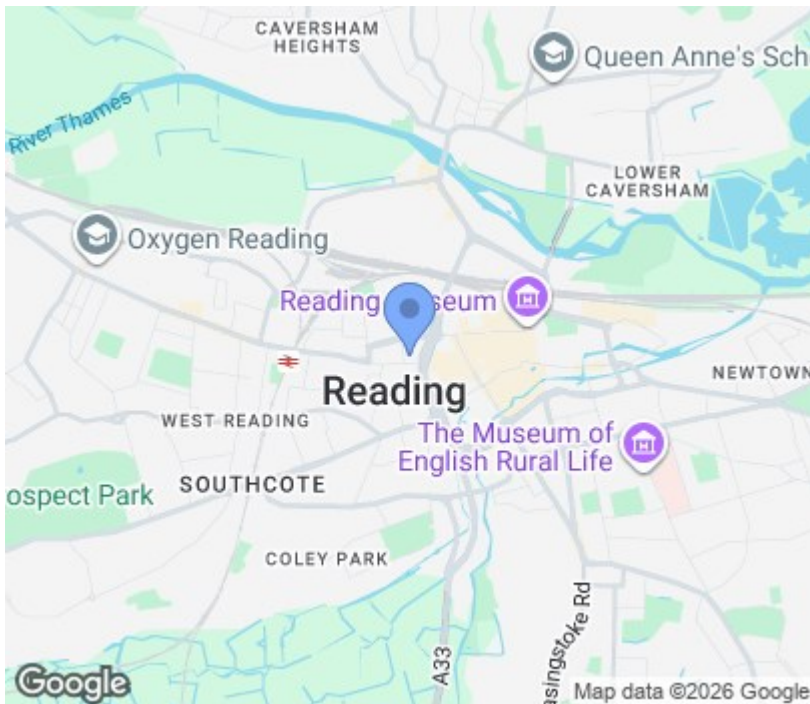 CAVERSHAM
HEIGHTS
Queen Anne's Sch
River Thames
LOWER
CAVERSHAM
Oxygen Reading
Reading
Reading
NEWTOWN
WEST READING
The Museum of
English Rural Life
ospect Park
SOUTHCOTE
COLEY PARK
A33
asingstoke Rd
Google
Map data ©2026 Google